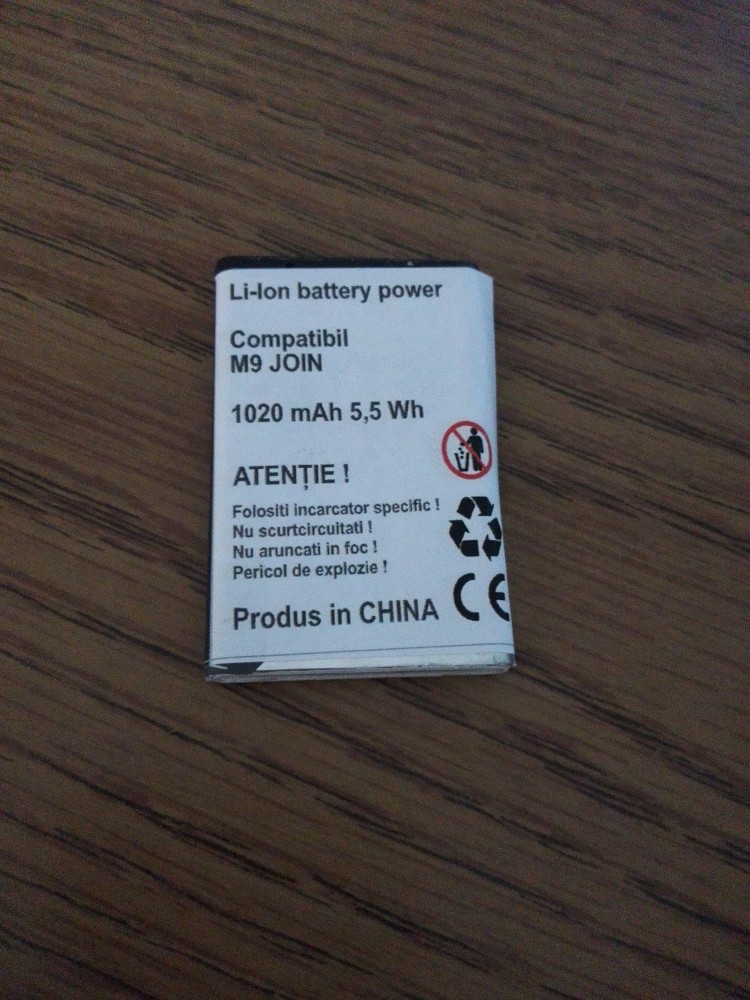 Li-Ion battery power
Compatibil
M9 JOIN
1020 mAh 5,5 Wh
ATENȚIE !
Folositi incarcator specific !
Nu scurtcircuitati !
Nu aruncati in foc !
Pericol de explozie !
Produs in CHINA
CE